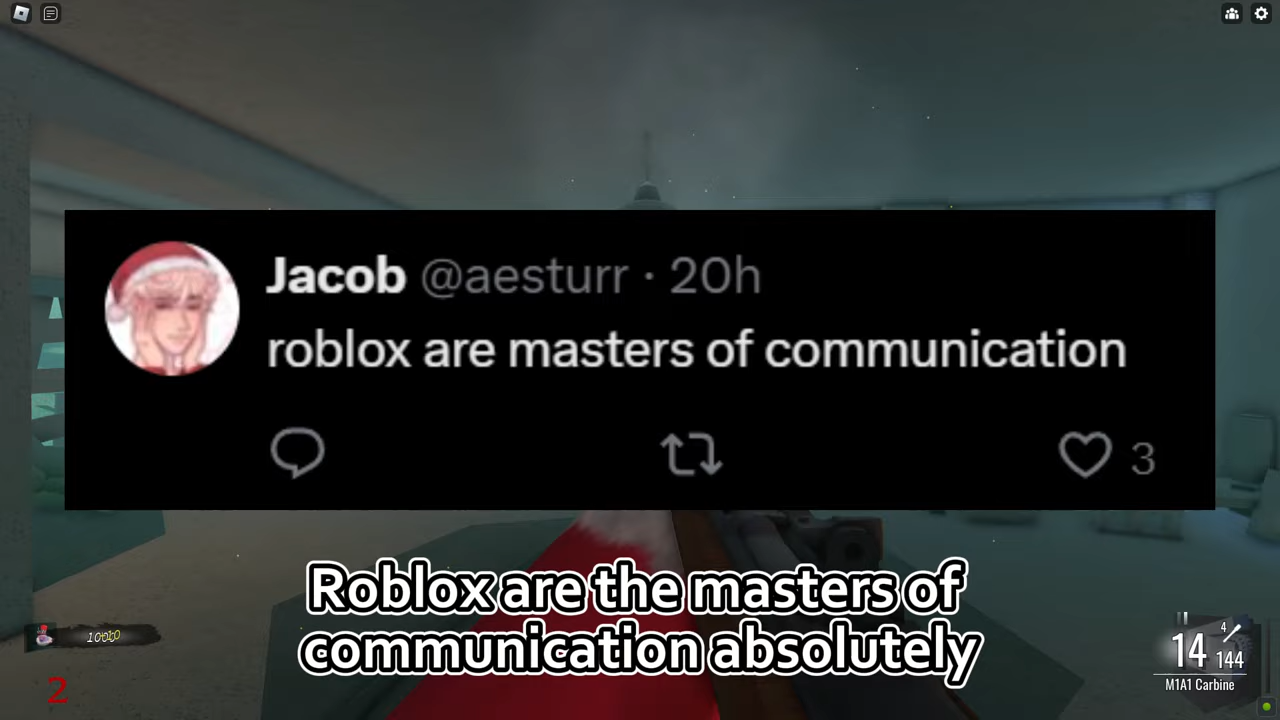 Jacob @aesturr · 20h
roblox are masters of communication
3
Roblox are the masters of
communication absolutely
2
14
4
144
M1A1 Carbine